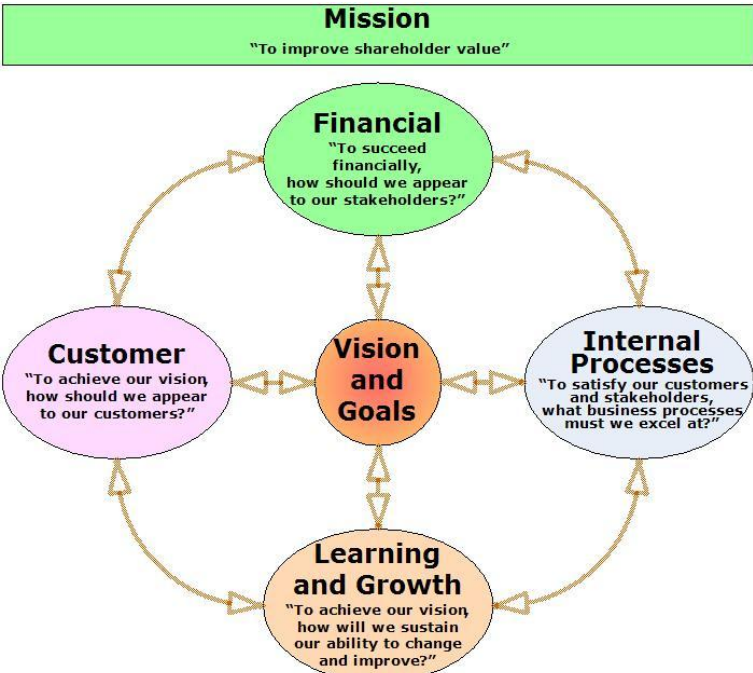 Mission
“To improve shareholder value”
Financial
“To succeed
financially,
how should we appear
to our stakeholders?”
Customer
“To achieve our vision,
how should we appear
to our customers?”
Vision
and
Goals
Internal
Processes
“To satisfy our customers
and stakeholders,
what business processes
must we excel at?”
Learning
and Growth
“To achieve our vision,
how will we sustain
our ability to change
and improve?”